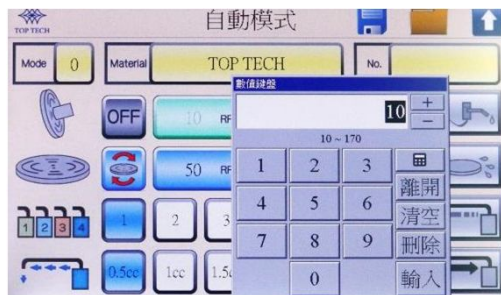 TOP TECH
自動模式
Mode 0 Material TOP TECH No.
數值鍵盤
10 + −
10 ~ 170
OFF 10
50
1 2 3
離開
4 5 6
清空
7 8 9
刪除
0
輸入
1 2 3 4
1 2 3
0.5cc 1cc